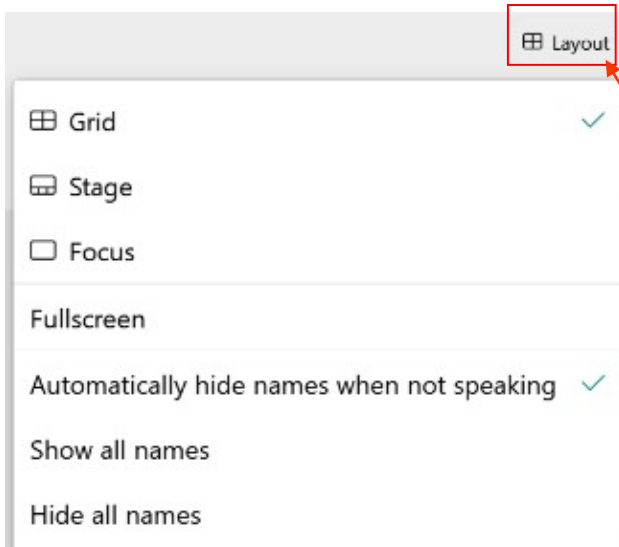 Layout
Grid
Stage
Focus
Fullscreen
Automatically hide names when not speaking
Show all names
Hide all names